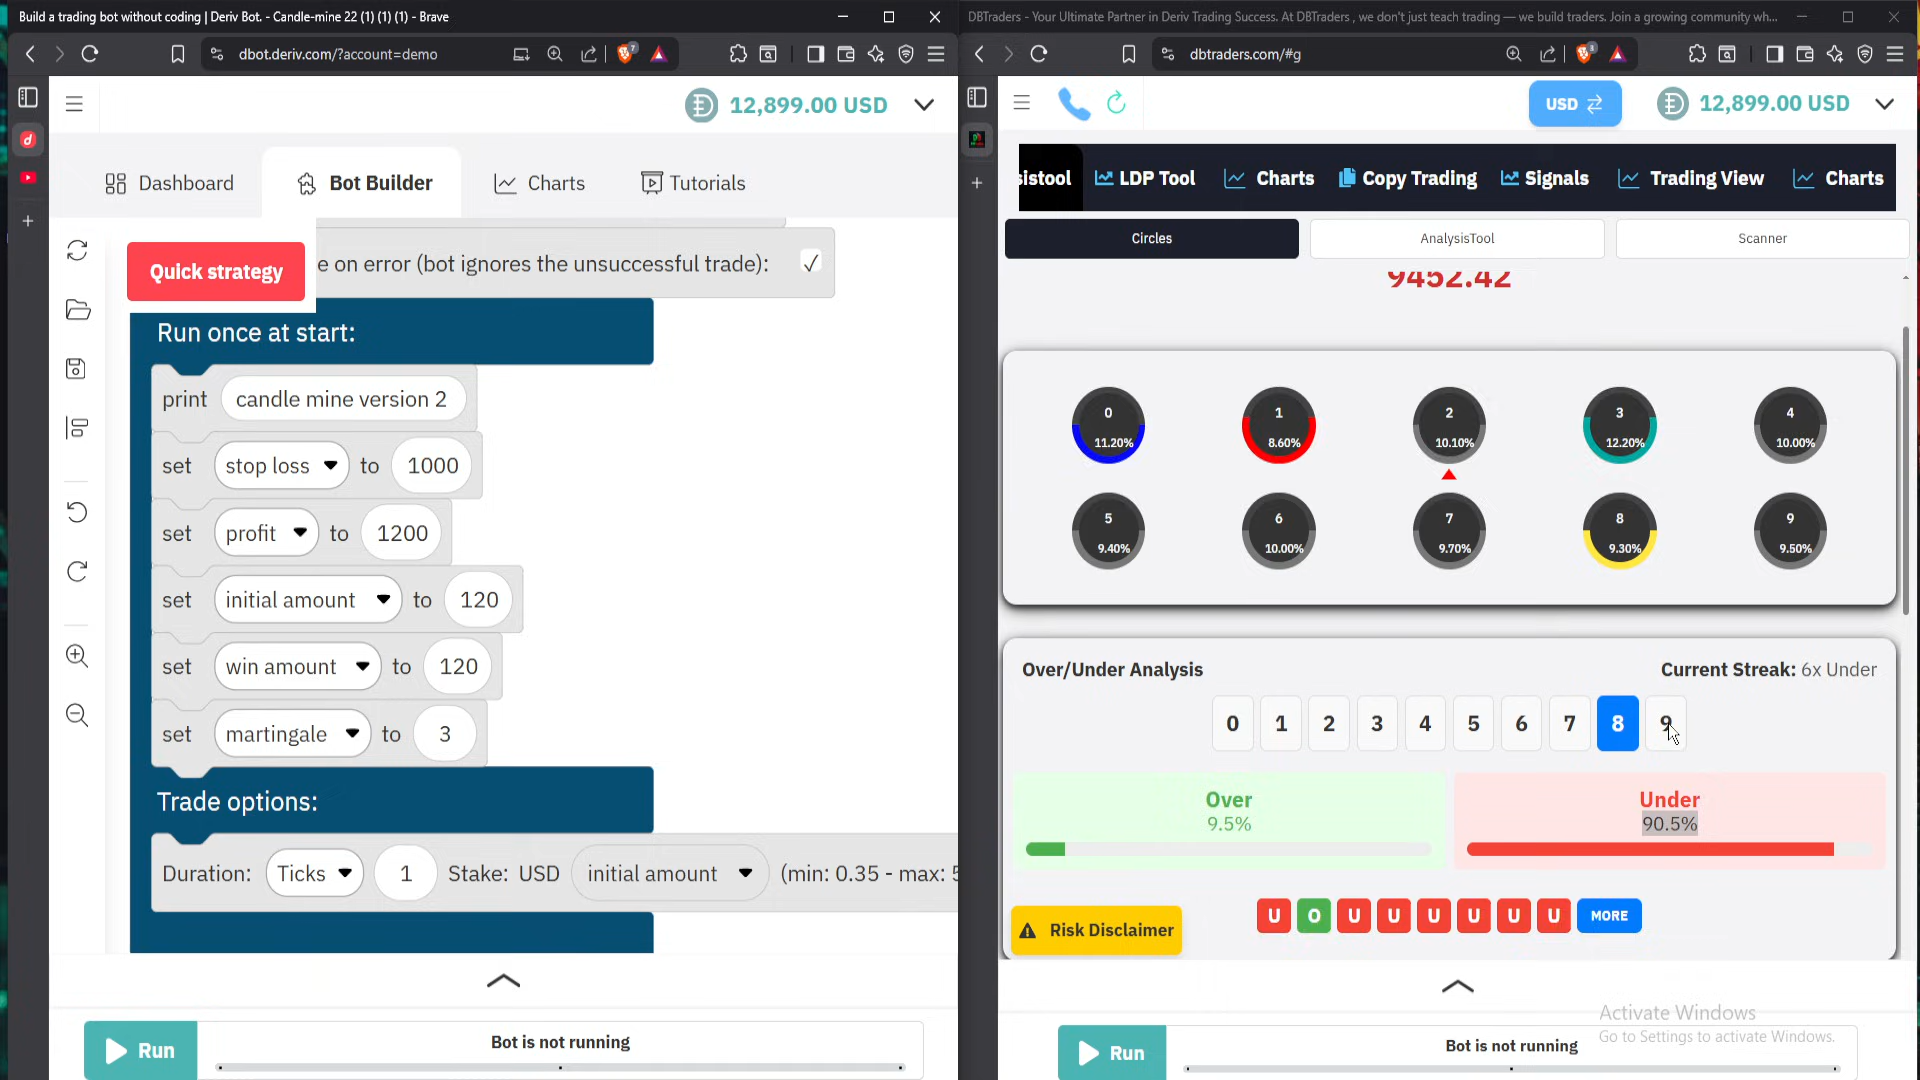 Build a trading bot without coding | Deriv Bot. - Candle-mine 22 (1) (1) (1) - Brave
dbot.deriv.com/?account=demo
7
12,899.00 USD
Dashboard
Bot Builder
Charts
Tutorials
Quick strategy
e on error (bot ignores the unsuccessful trade):
Run once at start:
print candle mine version 2
set stop loss to 1000
set profit to 1200
set initial amount to 120
set win amount to 120
set martingale to 3
Trade options:
Duration: Ticks 1 Stake: USD initial amount (min: 0.35 - max: 5
Run
Bot is not running
DBTraders - Your Ultimate Partner in Deriv Trading Success. At DBTraders , we don't just teach trading — we build traders. Join a growing community wh...
dbtraders.com/#g
USD
12,899.00 USD
sistool
LDP Tool
Charts
Copy Trading
Signals
Trading View
Charts
Circles
AnalysisTool
Scanner
9452.42
0
11.20%
1
8.60%
2
10.10%
3
12.20%
4
10.00%
5
9.40%
6
10.00%
7
9.70%
8
9.30%
9
9.50%
Over/Under Analysis
Current Streak: 6x Under
0 1 2 3 4 5 6 7 8 9
Over
9.5%
Under
90.5%
U O U U U U U U MORE
Risk Disclaimer
Activate Windows
Go to Settings to activate Windows.
Run
Bot is not running